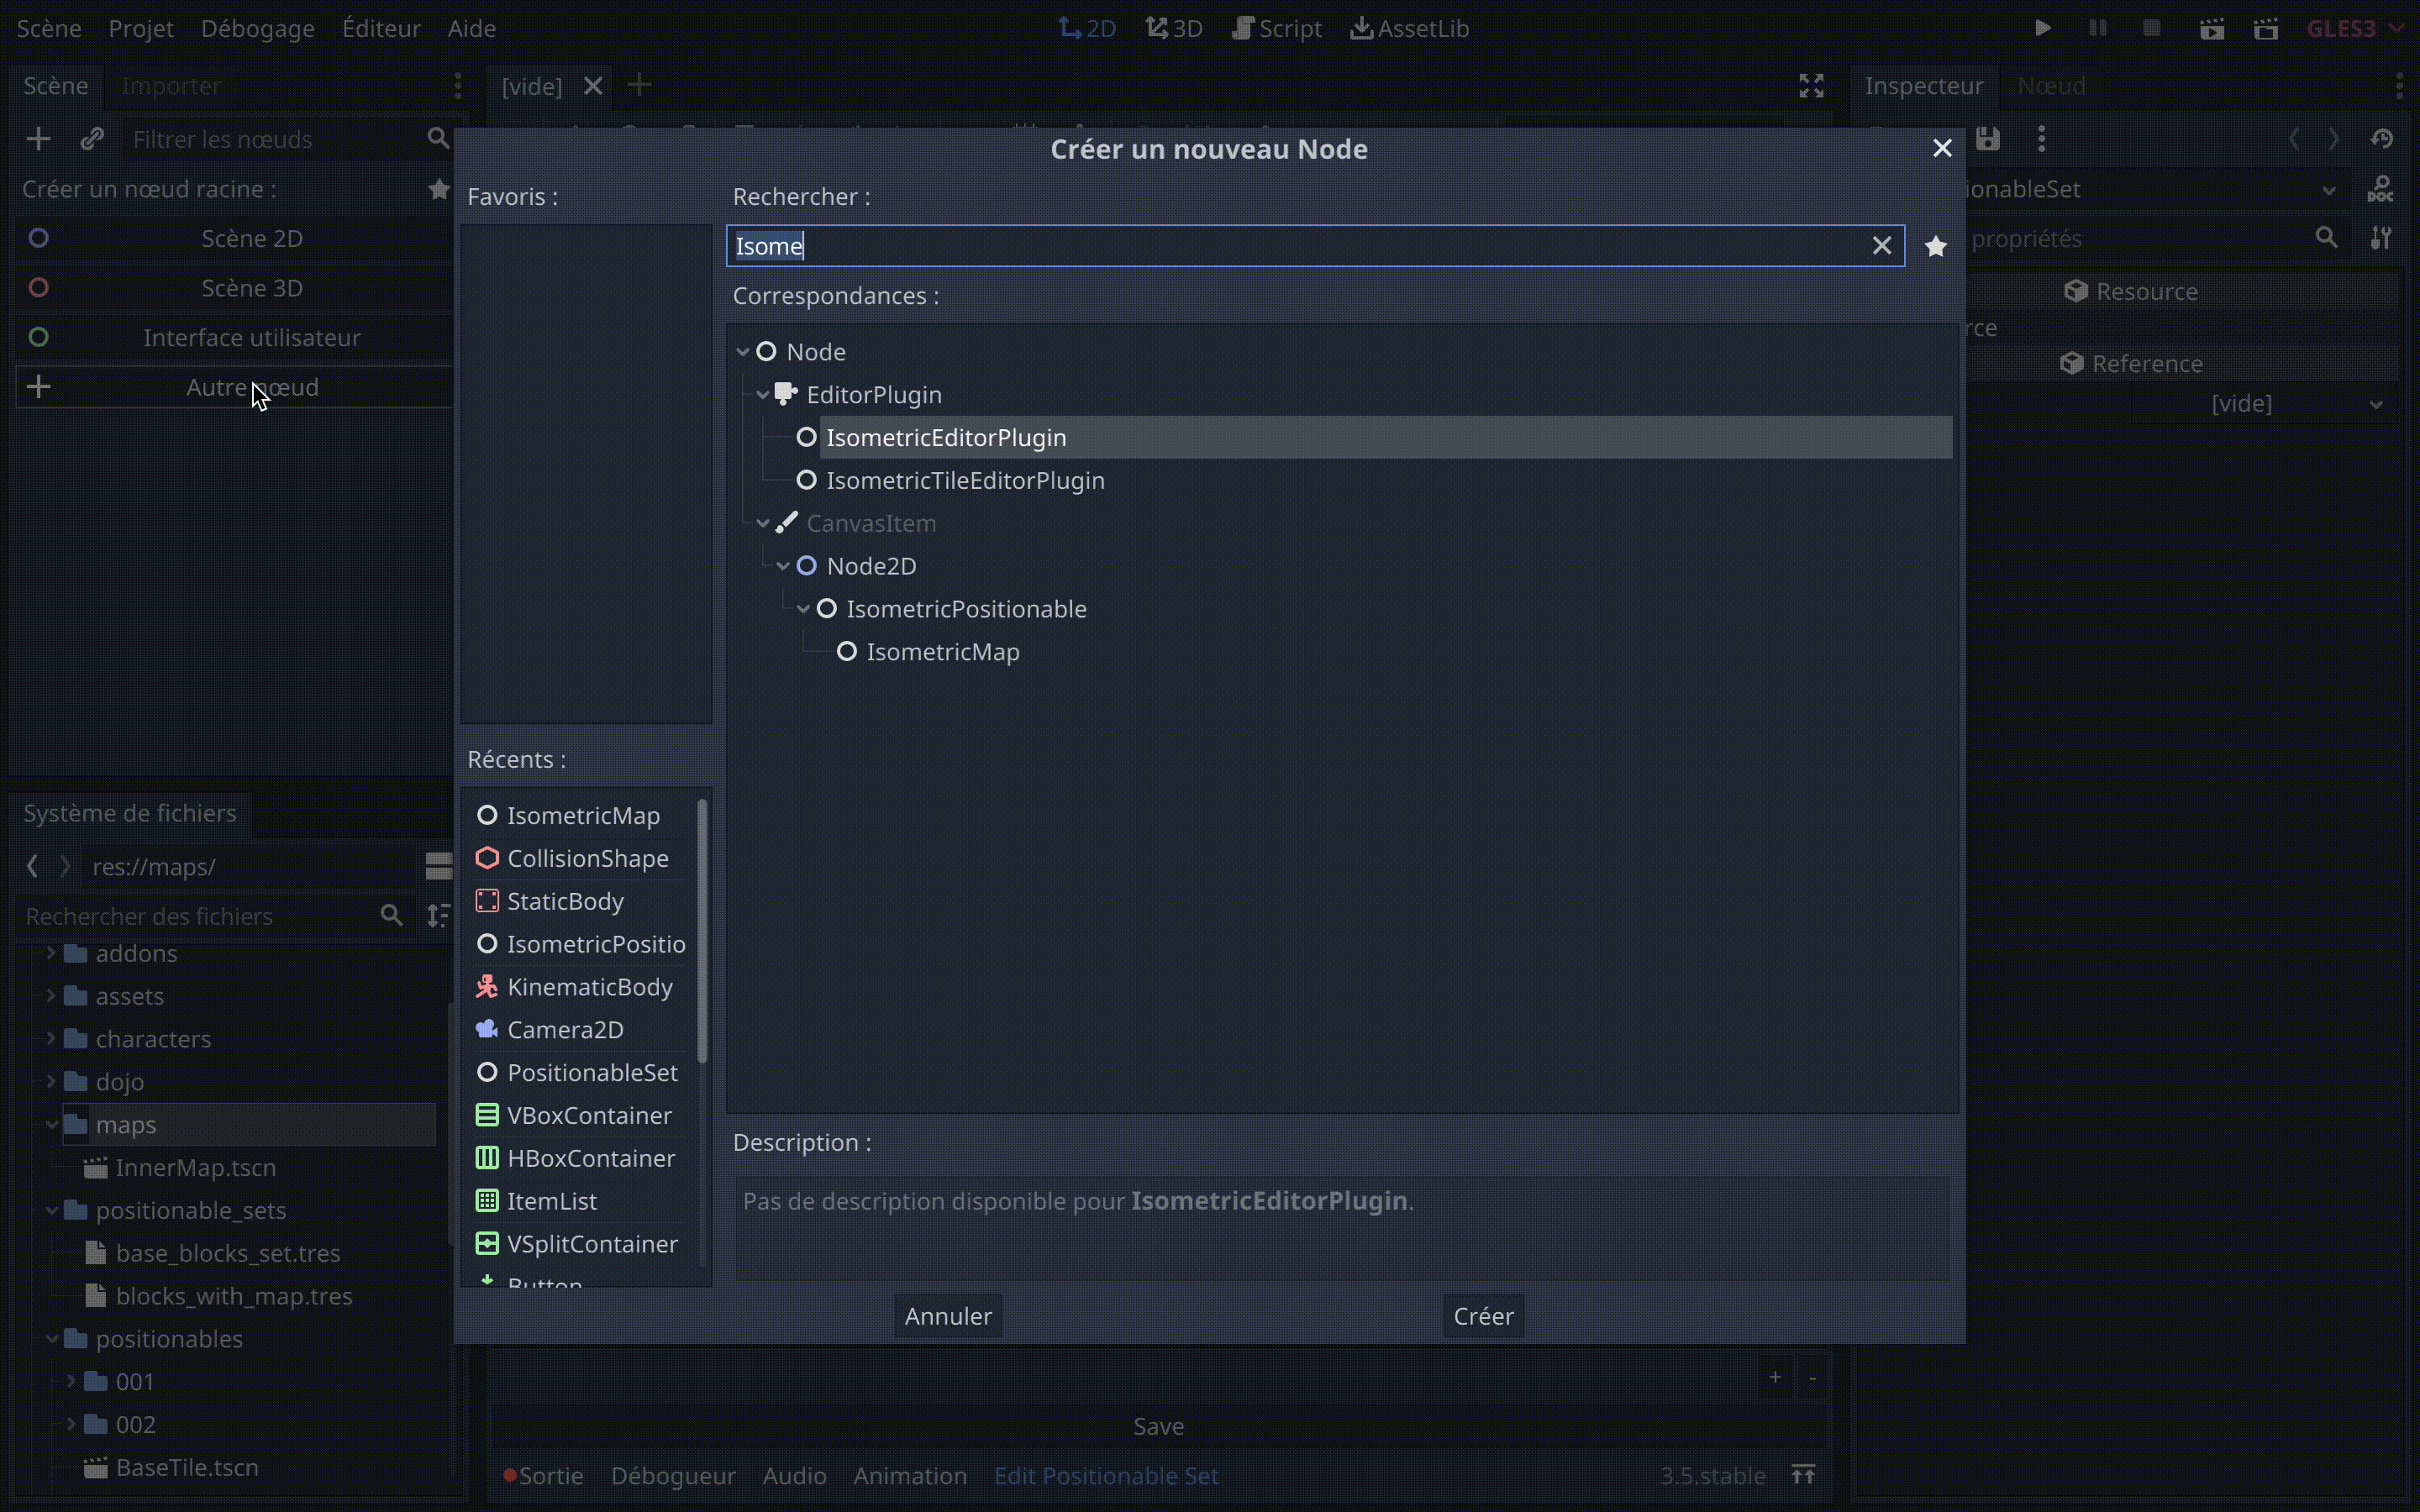 Scène Projet Débogage Éditeur Aide 2D 3D Script AssetLib GLES3
Scène Importer [vide] Inspecteur Nœud
Filtrer les nœuds
Créer un nœud racine :
Scène 2D
Scène 3D
Interface utilisateur
Autre nœud
Créer un nouveau Node
Favoris :
Rechercher :
Isome
Correspondances :
Node
EditorPlugin
IsometricEditorPlugin
IsometricTileEditorPlugin
CanvasItem
Node2D
IsometricPositionable
IsometricMap
Récents :
IsometricMap
CollisionShape
StaticBody
IsometricPositio
KinematicBody
Camera2D
PositionableSet
VBoxContainer
HBoxContainer
ItemList
VSplitContainer
Button
Description :
Pas de description disponible pour IsometricEditorPlugin.
Annuler Créer
ionableSet
propriétés
Resource
rce
Reference
[vide]
Système de fichiers
res://maps/
Rechercher des fichiers
addons
assets
characters
dojo
maps
InnerMap.tscn
positionable_sets
base_blocks_set.tres
blocks_with_map.tres
positionables
001
002
BaseTile.tscn
+ -
Save
Sortie Débogueur Audio Animation Edit Positionable Set 3.5.stable